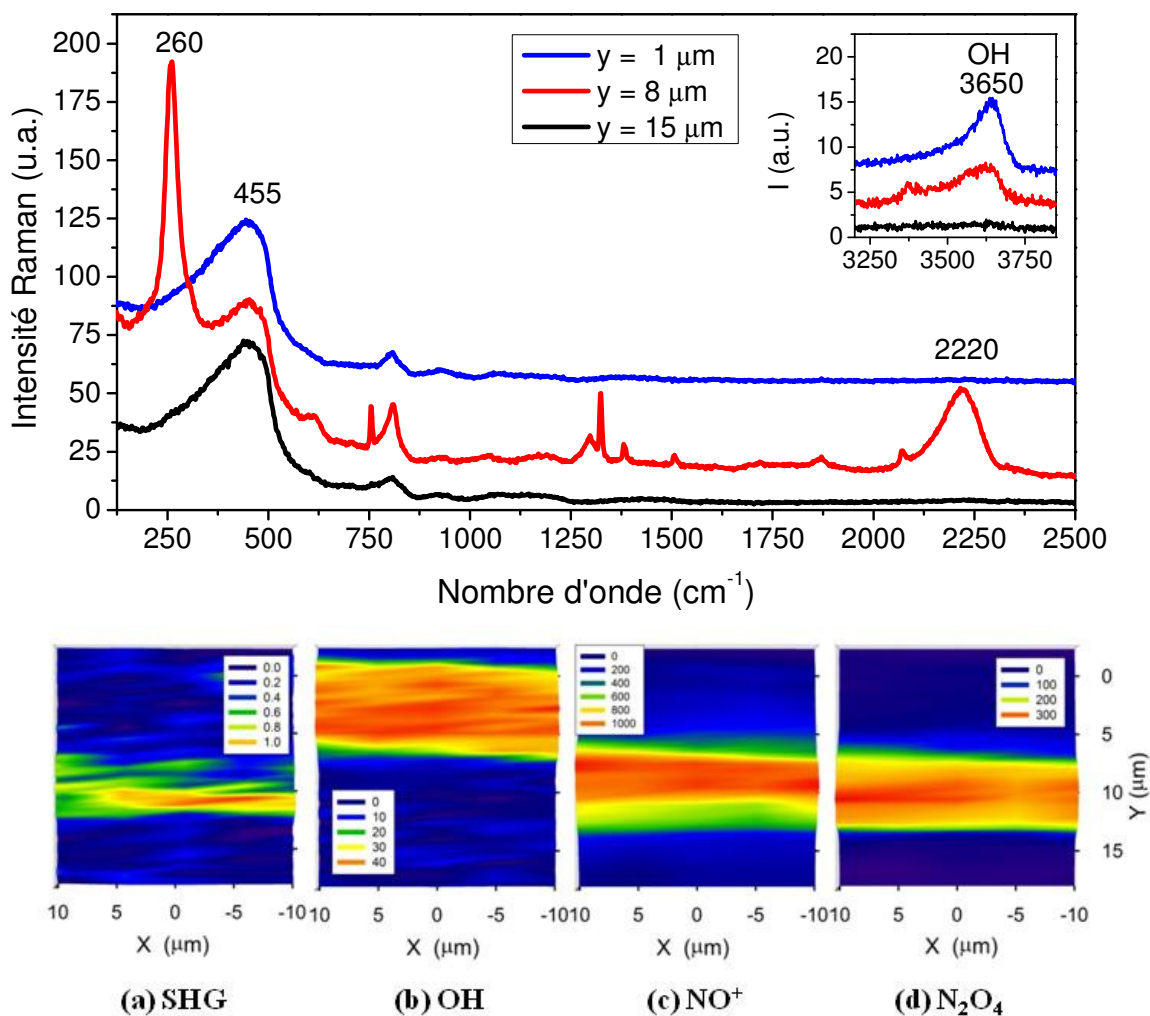 260
455
2220
y = 1 μm
y = 8 μm
y = 15 μm
OH
3650
I (a.u.)
20
15
10
5
0
3250 3500 3750
Intensité Raman (u.a.)
200
175
150
125
100
75
50
25
0
250 500 750 1000 1250 1500 1750 2000 2250 2500
Nombre d'onde (cm⁻¹)
0.0
0.2
0.4
0.6
0.8
1.0
0
10
20
30
40
0
200
400
600
800
1000
0
100
200
300
0
5
10
15
Y (μm)
10 5 0 -5 -10
10 5 0 -5 -10
10 5 0 -5 -10
10 5 0 -5 -10
X (μm) X (μm) X (μm) X (μm)
(a) SHG (b) OH (c) NO⁺ (d) N₂O₄